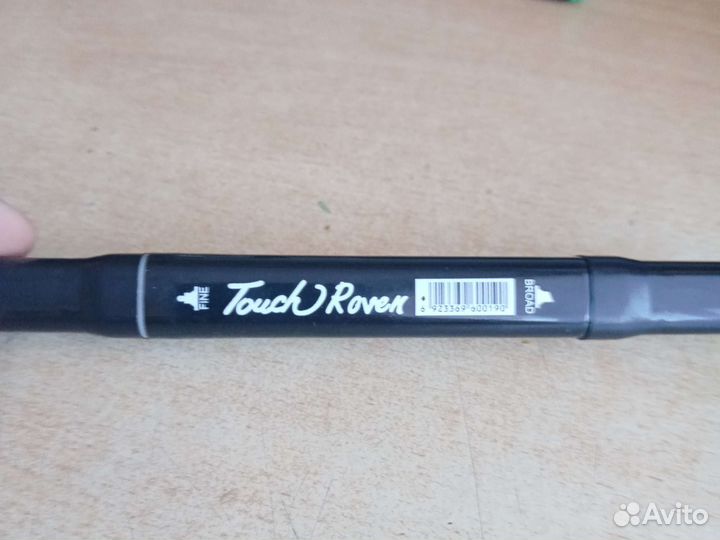 FINE
Touch Roven
6 923369 600190
BROAD
Avito